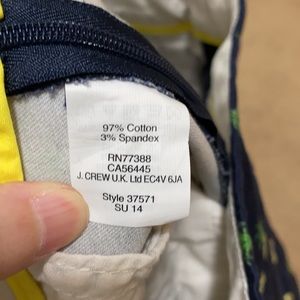 97% Cotton
3% Spandex
RN77388
CA56445
J. CREW U.K. Ltd EC4V 6JA
Style 37571
SU 14